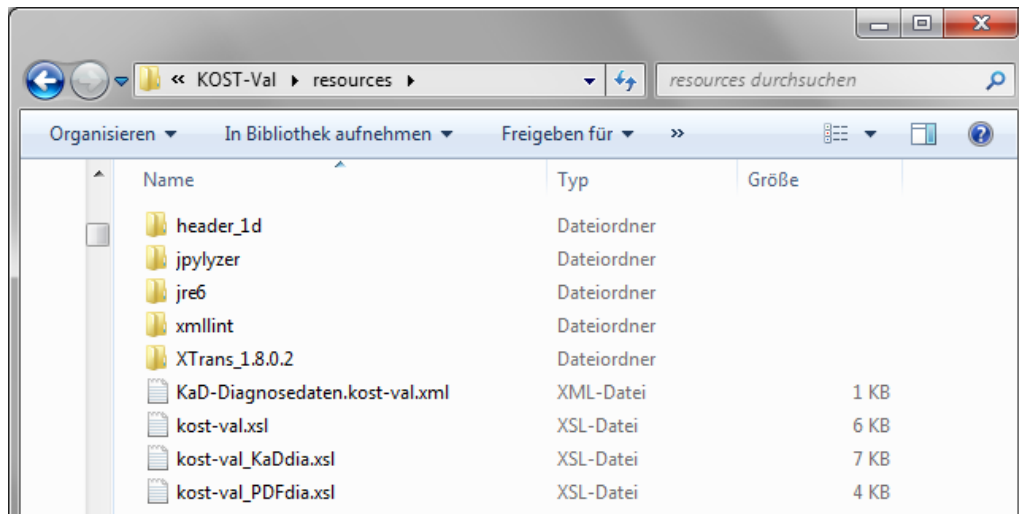 « KOST-Val ▸ resources ▸ resources durchsuchen
Organisieren In Bibliothek aufnehmen Freigeben für »
Name Typ Größe
header_1d Dateiordner
jpylyzer Dateiordner
jre6 Dateiordner
xmllint Dateiordner
XTrans_1.8.0.2 Dateiordner
KaD-Diagnosedaten.kost-val.xml XML-Datei 1 KB
kost-val.xsl XSL-Datei 6 KB
kost-val_KaDdia.xsl XSL-Datei 7 KB
kost-val_PDFdia.xsl XSL-Datei 4 KB